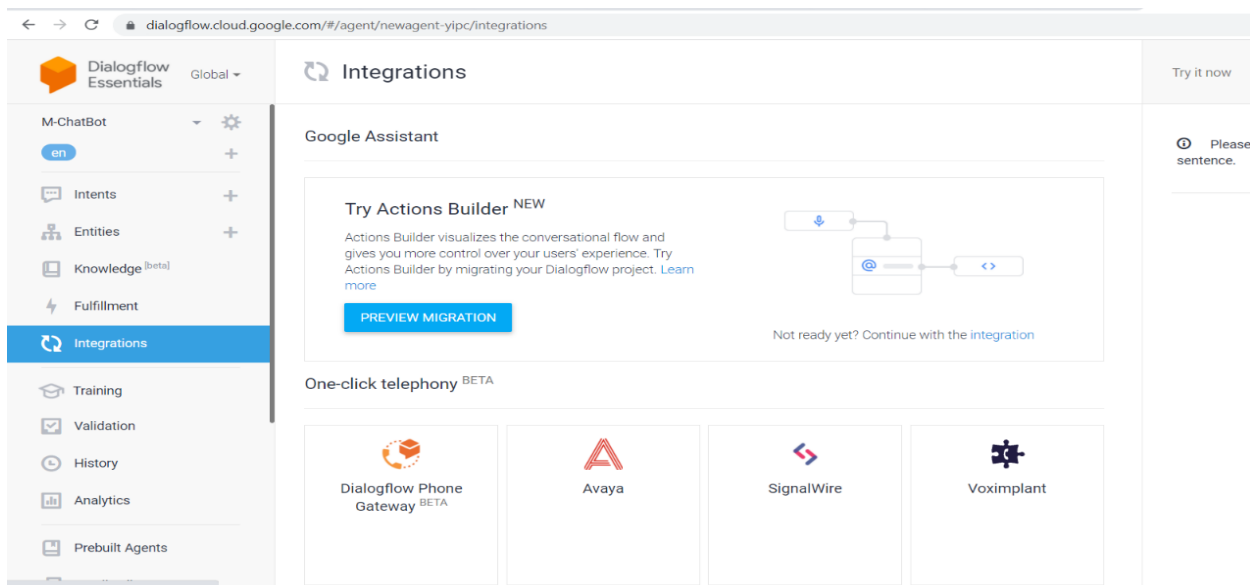 dialogflow.cloud.google.com/#/agent/newagent-yipc/integrations
Dialogflow
Essentials
Global
Integrations
Try it now
M-ChatBot
en
Google Assistant
Please
sentence.
Intents
Entities
Knowledge [beta]
Fulfillment
Integrations
Training
Validation
History
Analytics
Prebuilt Agents
Try Actions Builder NEW
Actions Builder visualizes the conversational flow and
gives you more control over your users' experience. Try
Actions Builder by migrating your Dialogflow project. Learn
more
PREVIEW MIGRATION
Not ready yet? Continue with the integration
One-click telephony BETA
Dialogflow Phone
Gateway BETA
Avaya
SignalWire
Voximplant